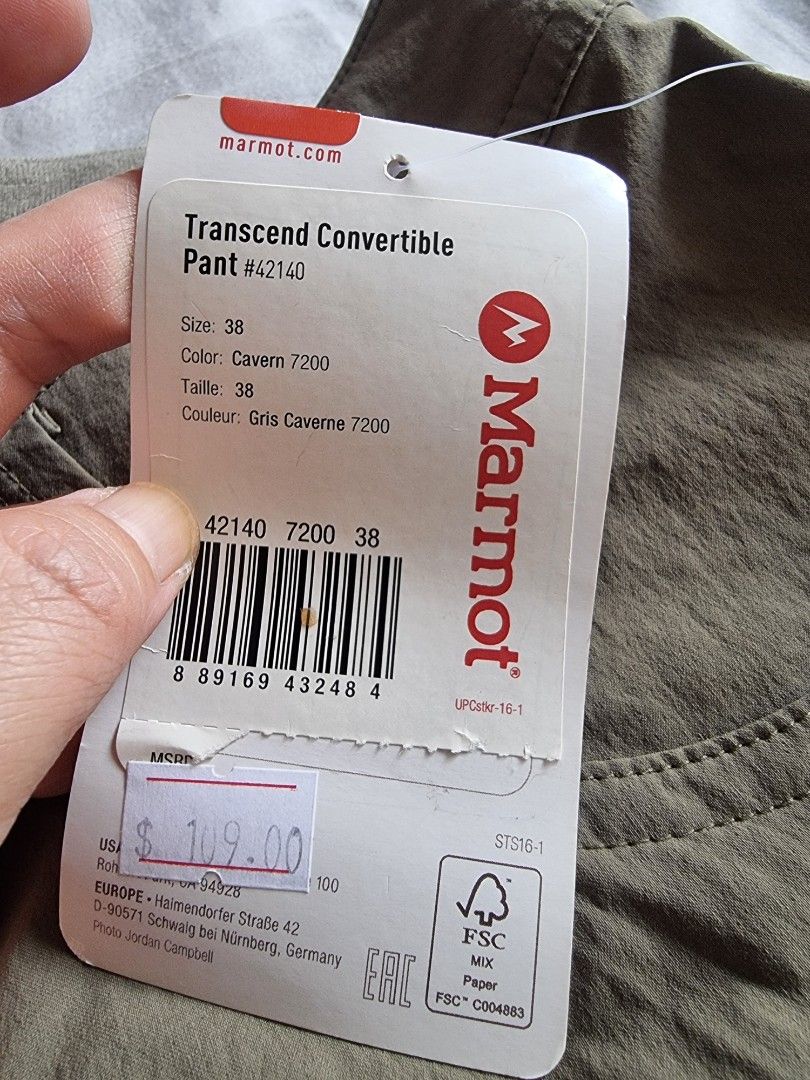 marmot.com
Transcend Convertible
Pant #42140
Size: 38
Color: Cavern 7200
Taille: 38
Couleur: Gris Caverne 7200
Marmot®
42140 7200 38
8 89169 43248 4
UPCstkr-16-1
$ 109.00
STS16-1
USA
CA 94928
100
EUROPE • Haimendorfer Straße 42
D-90571 Schwaig bei Nürnberg, Germany
Photo Jordan Campbell
EAC
FSC™
MIX
Paper
FSC™ C004883